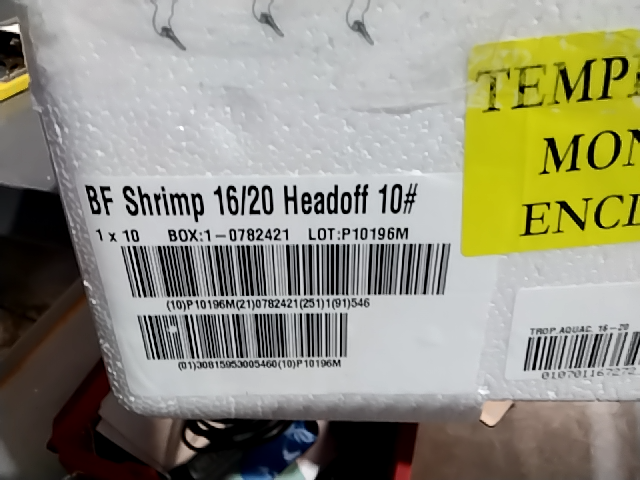 BF Shrimp 16/20 Headoff 10#
1 x 10 BOX:1-0782421 LOT:P10196M
(10)P10196M(21)0782421(251)1(91)546
(01)30815953005460(10)P10196M
TEMP
MON
ENCL
TROP.AQUAC. 16-20
010701167272